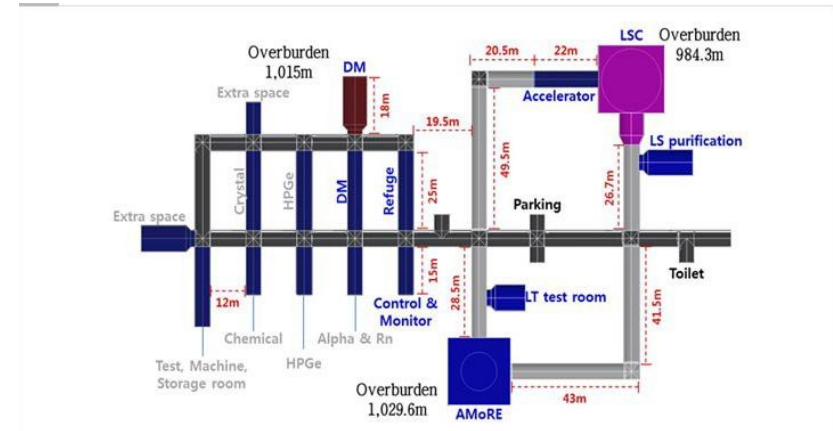 Overburden
1,015m
DM
Extra space
18m
20.5m
22m
LSC
Overburden
984.3m
Accelerator
19.5m
LS purification
Crystal
HPGe
DM
Refuge
25m
49.5m
26.7m
Parking
Extra space
12m
15m
28.5m
Toilet
Control &
Monitor
LT test room
41.5m
Chemical
Alpha & Rn
HPGe
Test, Machine,
Storage room
Overburden
1,029.6m
AMoRE
43m